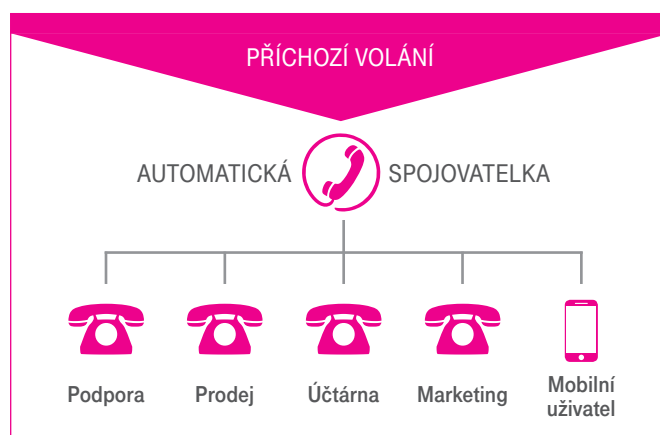 PŘÍCHOZÍ VOLÁNÍ
AUTOMATICKÁ SPOJOVATELKA
Podpora
Prodej
Účtárna
Marketing
Mobilní
uživatel